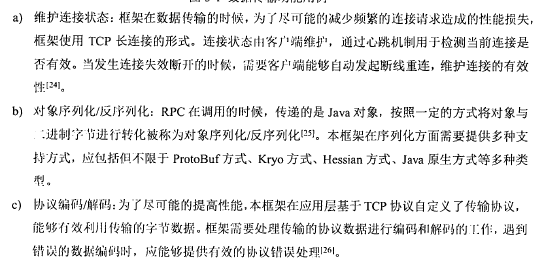 a) 维护连接状态：框架在数据传输的时候，为了尽可能的减少频繁的连接请求造成的性能损失，
框架使用 TCP 长连接的形式。连接状态由客户端维护，通过心跳机制用于检测当前连接是
否有效。当发生连接失效断开的时候，需要客户端能够自动发起断线重连，维护连接的有效
性[24]。
b) 对象序列化/反序列化：RPC 在调用的时候，传递的是 Java 对象，按照一定的方式将对象与
二进制字节进行转化被称为对象序列化/反序列化[25]。本框架在序列化方面需要提供多种支
持方式，应包括但不限于 ProtoBuf 方式、Kryo 方式、Hessian 方式、Java 原生方式等多种类
型。
c) 协议编码/解码：为了尽可能的提高性能，本框架在应用层基于 TCP 协议自定义了传输协议，
能够有效利用传输的字节数据。框架需要处理传输的协议数据进行编码和解码的工作，遇到
错误的数据编码时，应能够提供有效的协议错误处理[26]。